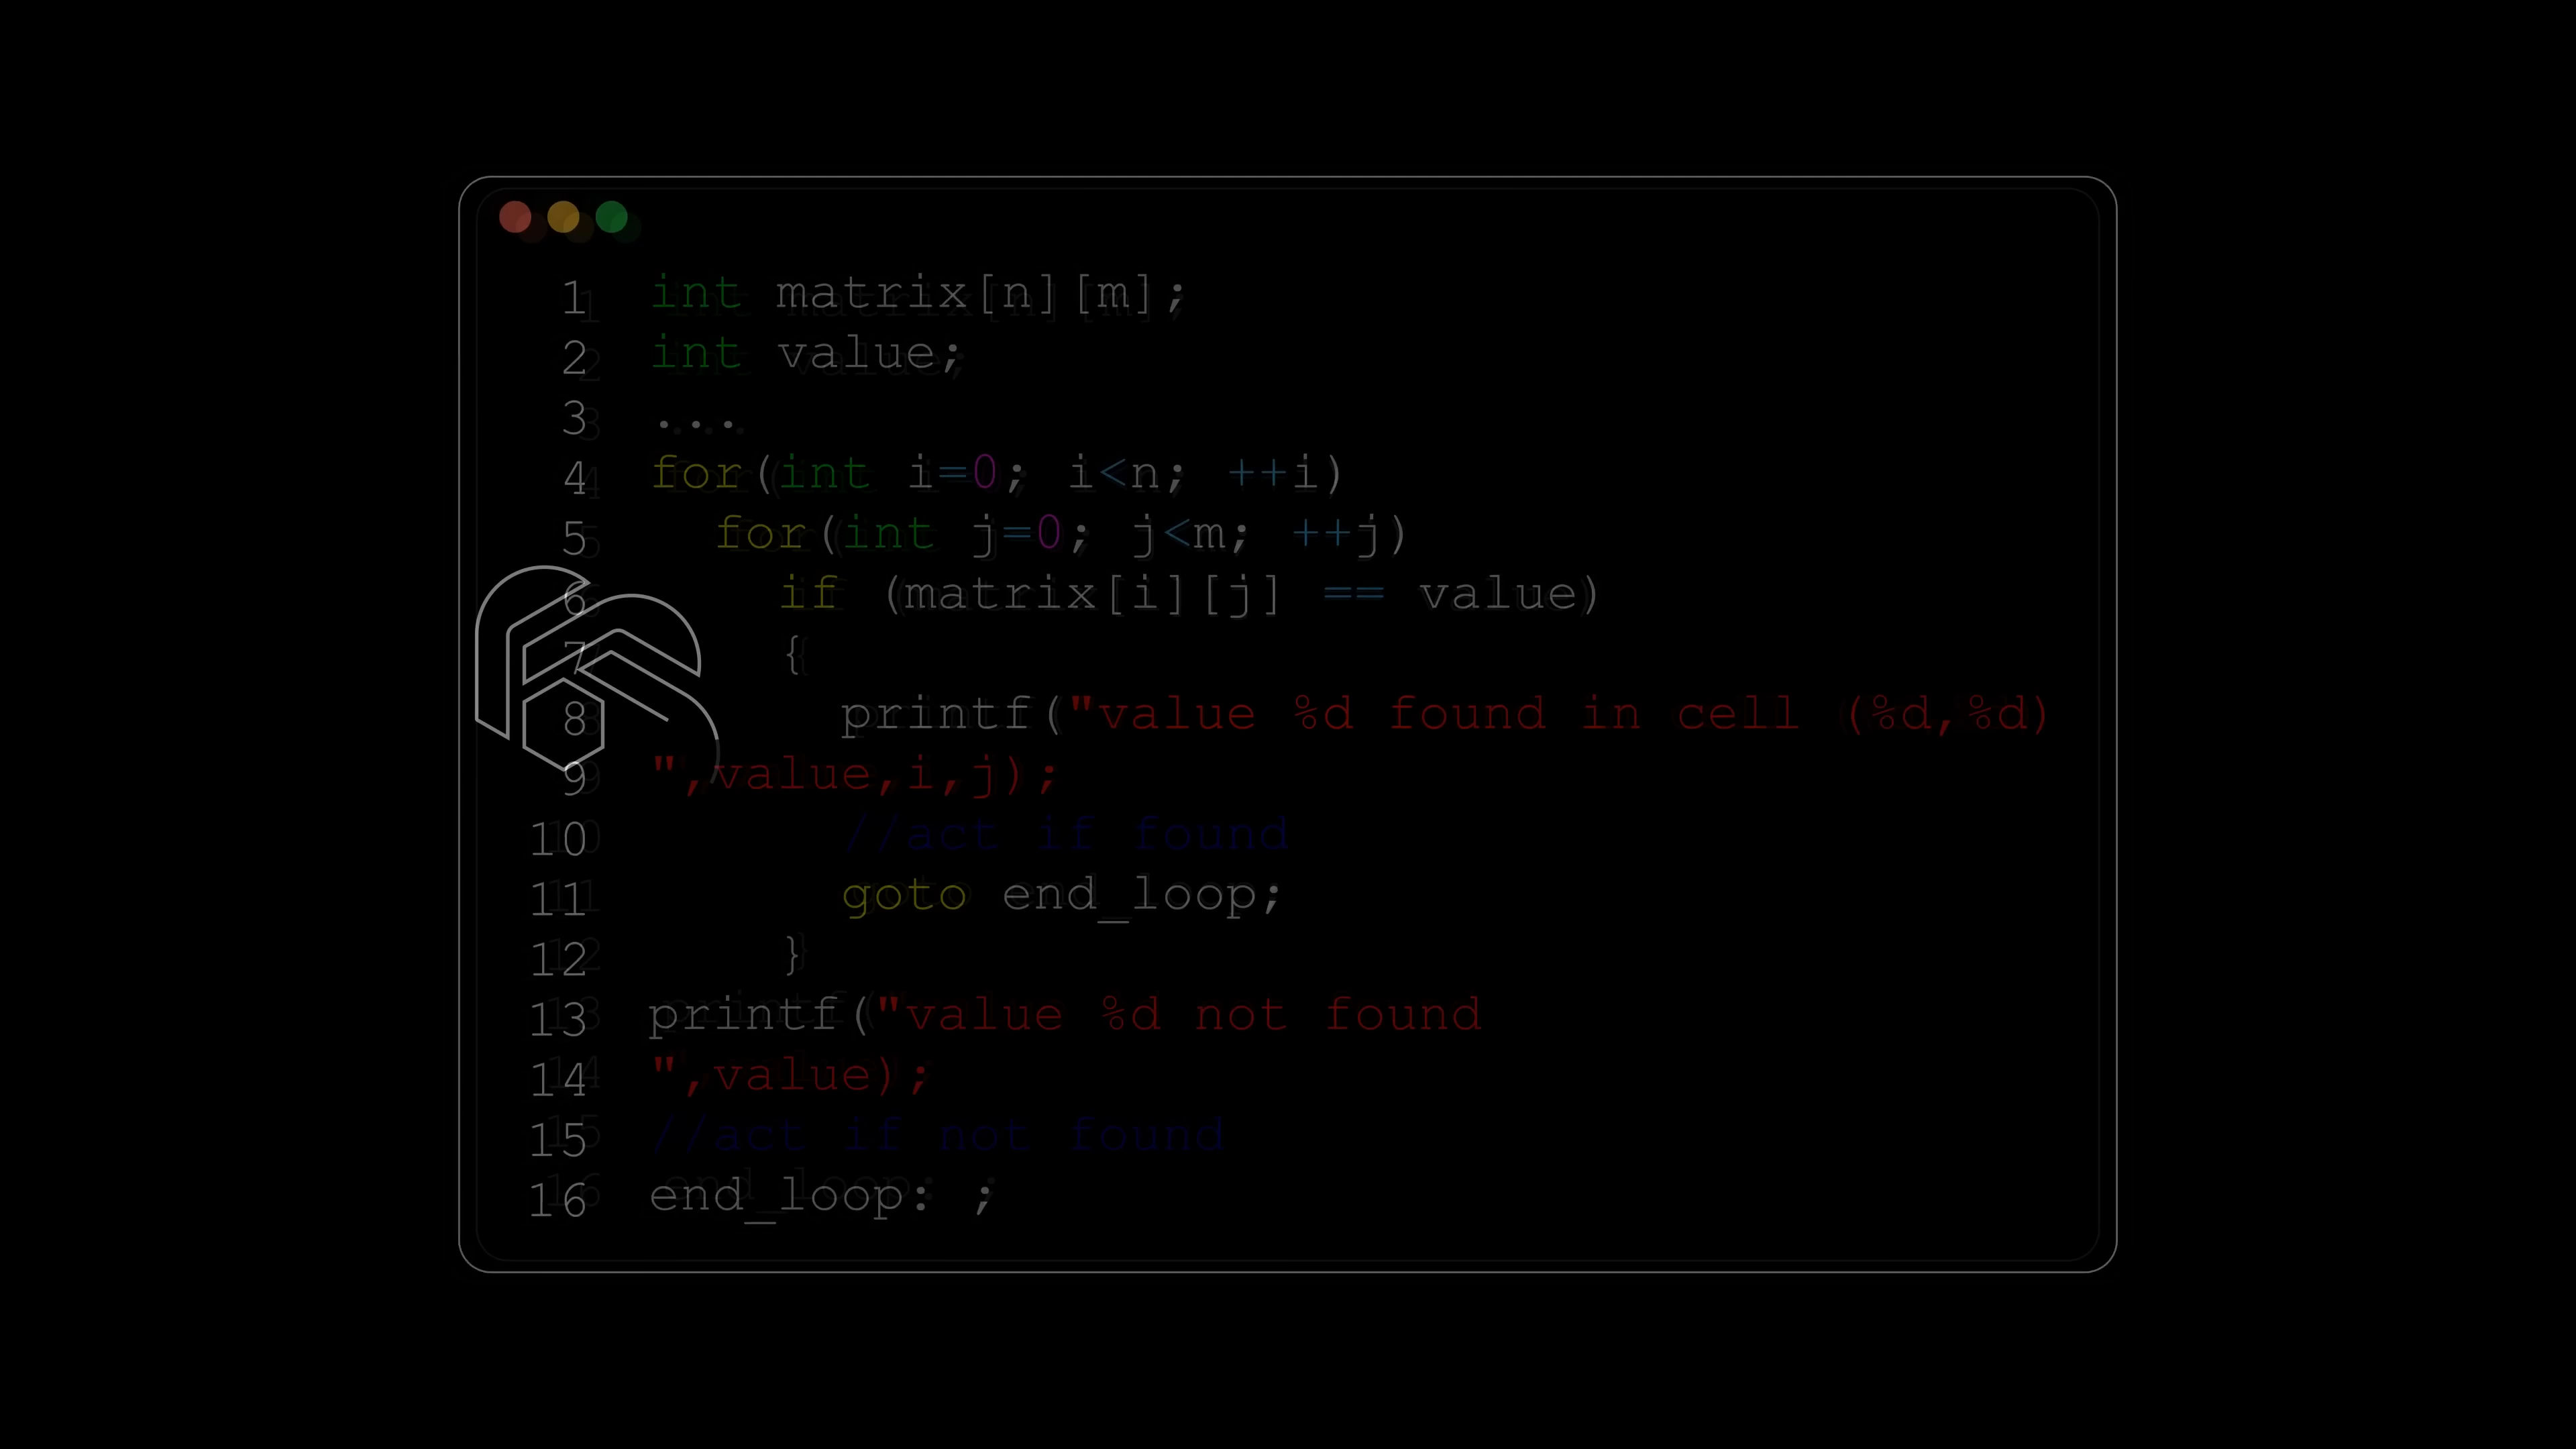 1 int matrix[n][m];
2 int value;
3 ....
4 for(int i=0; i<n; ++i)
5   for(int j=0; j<m; ++j)
6     if (matrix[i][j] == value)
7     {
8       printf("value %d found in cell (%d,%d)
9 ",value,i,j);
10       //act if found
11       goto end_loop;
12     }
13 printf("value %d not found
14 ",value);
15 //act if not found
16 end_loop: ;